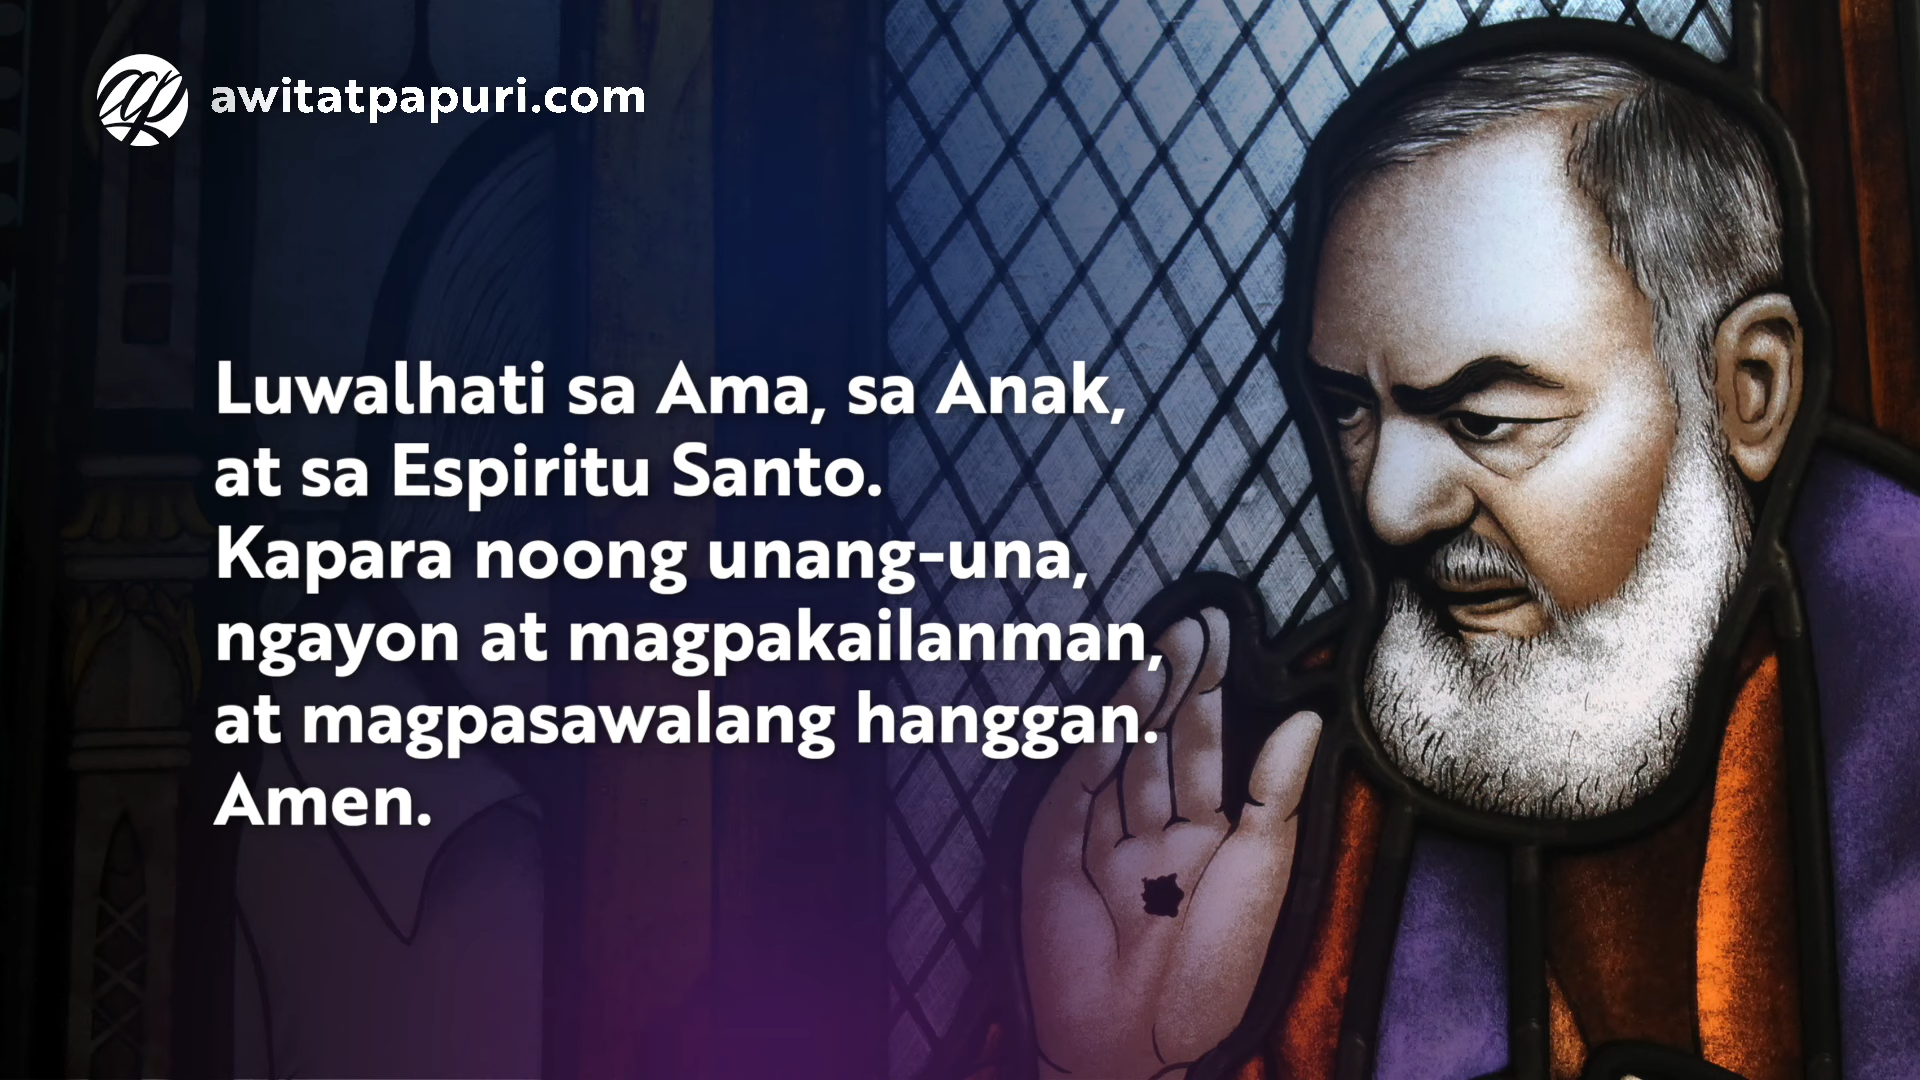 awitatpapuri.com
Luwalhati sa Ama, sa Anak,
at sa Espiritu Santo.
Kapara noong unang-una,
ngayon at magpakailanman,
at magpasawalang hanggan.
Amen.